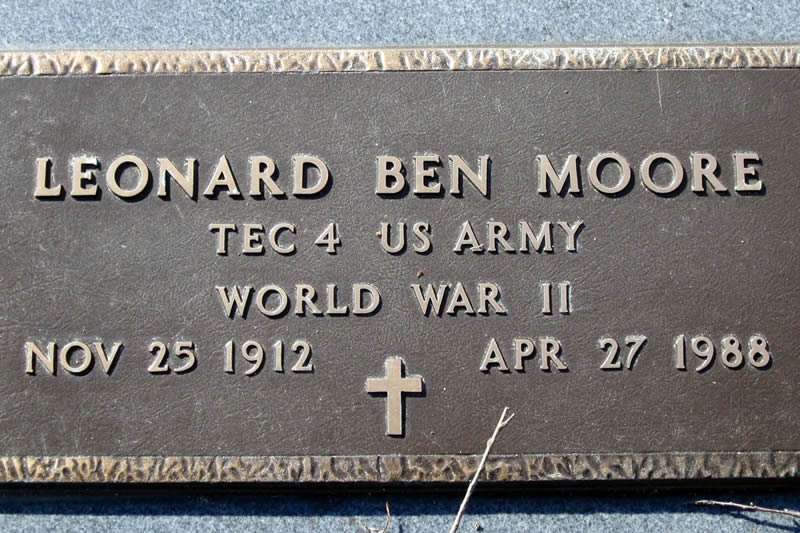 LEONARD BEN MOORE
TEC 4 US ARMY
WORLD WAR II
NOV 25 1912 APR 27 1988